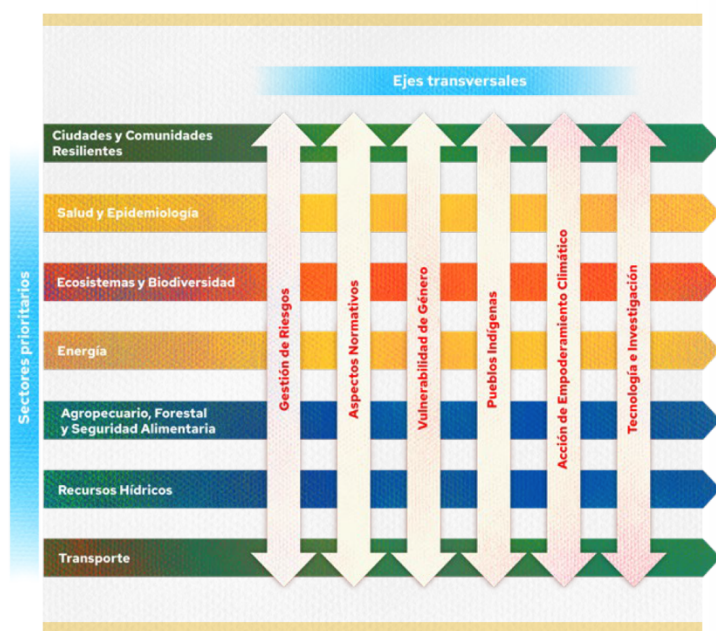 Ejes transversales
Sectores prioritarios
Ciudades y Comunidades
Resilientes
Salud y Epidemiología
Ecosistemas y Biodiversidad
Energía
Agropecuario, Forestal
y Seguridad Alimentaria
Recursos Hídricos
Transporte
Gestión de Riesgos
Aspectos Normativos
Vulnerabilidad de Género
Pueblos Indígenas
Acción de Empoderamiento Climático
Tecnología e Investigación